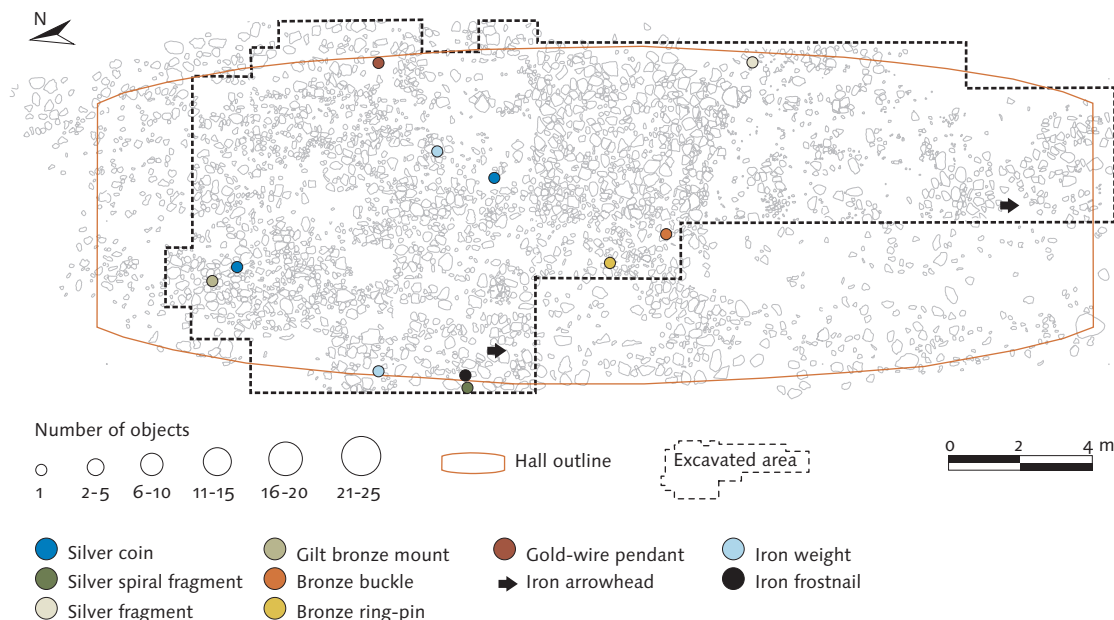 N
Number of objects
1 2-5 6-10 11-15 16-20 21-25
Hall outline
Excavated area
0 2 4 m
Silver coin
Silver spiral fragment
Silver fragment
Gilt bronze mount
Bronze buckle
Bronze ring-pin
Gold-wire pendant
Iron arrowhead
Iron weight
Iron frostnail